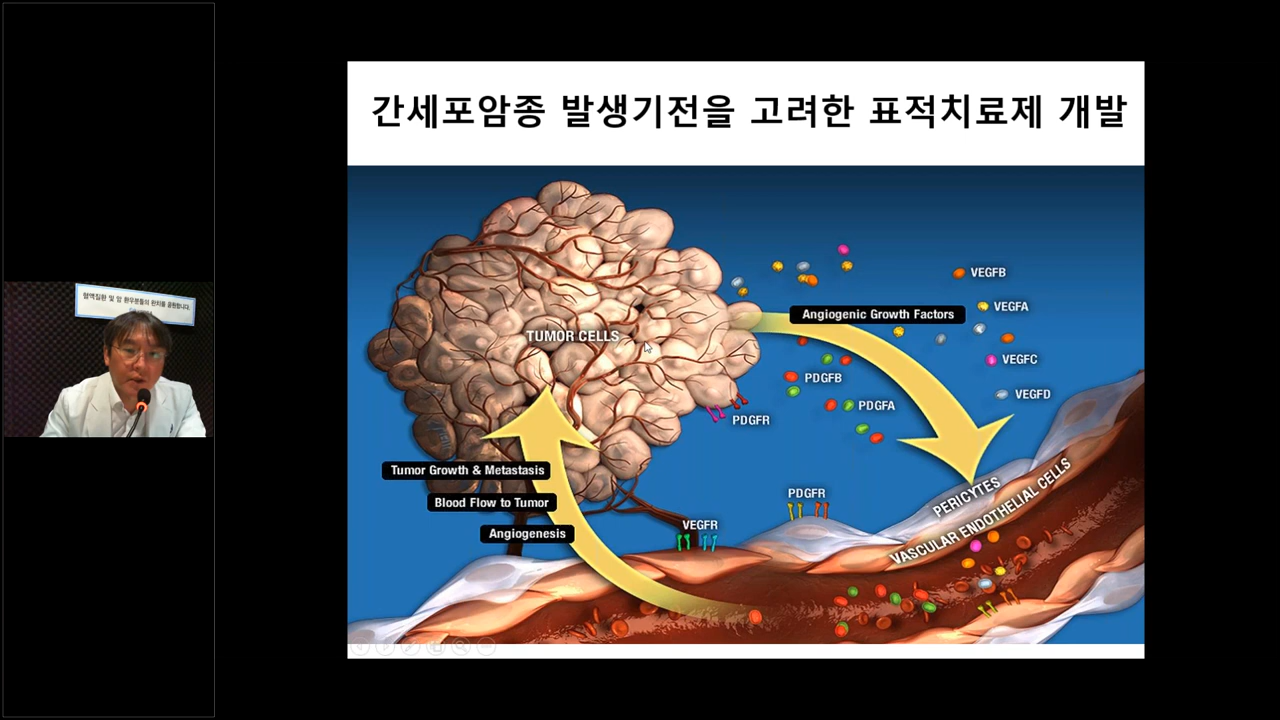 혈액질환 및 암 환우분들의 완치를 응원합니다.
간세포암종 발생기전을 고려한 표적치료제 개발
VEGFB
VEGFA
Angiogenic Growth Factors
TUMOR CELLS
VEGFC
PDGFB
VEGFD
PDGFA
PDGFR
Tumor Growth & Metastasis
PERICYTES
PDGFR
Blood Flow to Tumor
VASCULAR ENDOTHELIAL CELLS
VEGFR
Angiogenesis